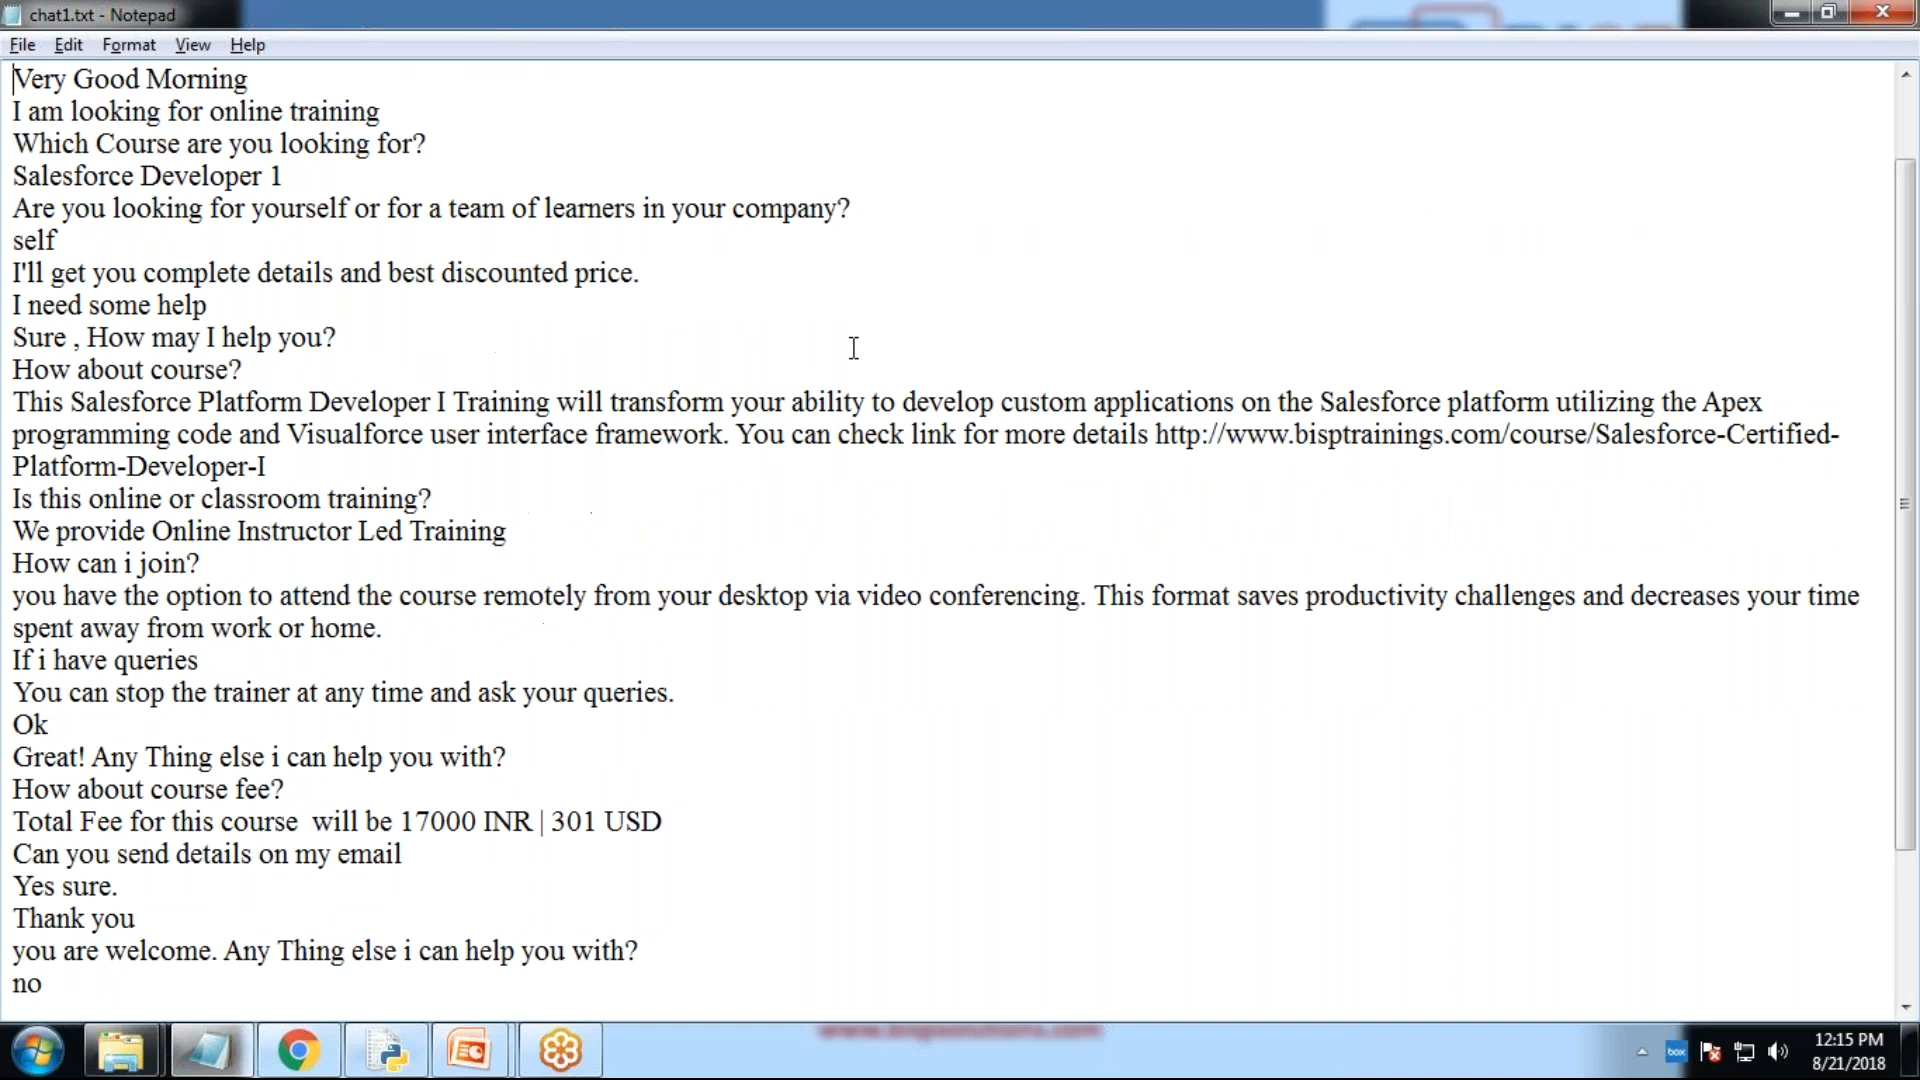 chat1.txt - Notepad
File Edit Format View Help
Very Good Morning
I am looking for online training
Which Course are you looking for?
Salesforce Developer 1
Are you looking for yourself or for a team of learners in your company?
self
I'll get you complete details and best discounted price.
I need some help
Sure , How may I help you?
How about course?
This Salesforce Platform Developer I Training will transform your ability to develop custom applications on the Salesforce platform utilizing the Apex
programming code and Visualforce user interface framework. You can check link for more details http://www.bisptrainings.com/course/Salesforce-Certified-
Platform-Developer-I
Is this online or classroom training?
We provide Online Instructor Led Training
How can i join?
you have the option to attend the course remotely from your desktop via video conferencing. This format saves productivity challenges and decreases your time
spent away from work or home.
If i have queries
You can stop the trainer at any time and ask your queries.
Ok
Great! Any Thing else i can help you with?
How about course fee?
Total Fee for this course  will be 17000 INR | 301 USD
Can you send details on my email
Yes sure.
Thank you
you are welcome. Any Thing else i can help you with?
no
box
12:15 PM
8/21/2018